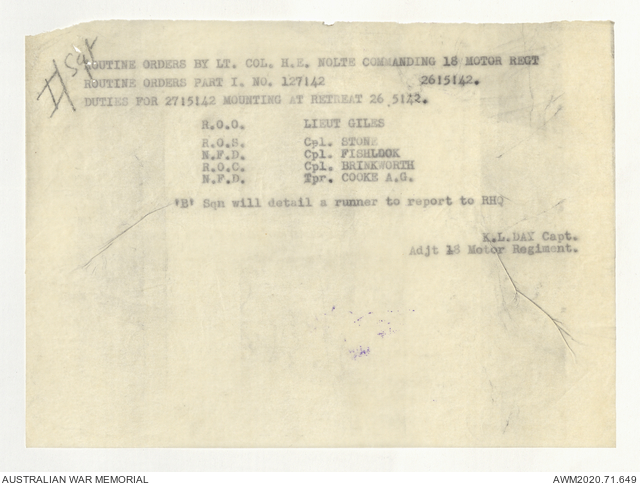 Sqt
ROUTINE ORDERS BY LT. COL. H.E. NOLTE COMMANDING 18 MOTOR REGT
ROUTINE ORDERS PART I. NO. 127142 2615142.
DUTIES FOR 2715142 MOUNTING AT RETREAT 26 5142.
R.O.O. LIEUT GILES
R.O.S. Cpl. STONE
N.F.D. Cpl. FISHLOOK
R.O.C. Cpl. BRINKWORTH
N.F.D. Tpr. COOKE A.G.
'B' Sqn will detail a runner to report to RHQ
K.L.DAY Capt.
Adjt 18 Motor Regiment.
AUSTRALIAN WAR MEMORIAL AWM2020.71.649